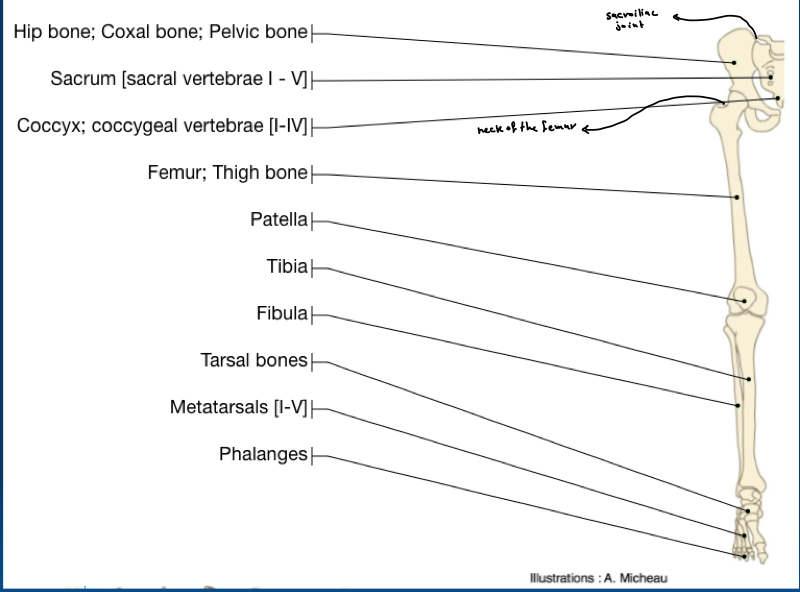 sacroiliac
joint
Hip bone; Coxal bone; Pelvic bone
Sacrum [sacral vertebrae I - V]
Coccyx; coccygeal vertebrae [I-IV]
neck of the femur
Femur; Thigh bone
Patella
Tibia
Fibula
Tarsal bones
Metatarsals [I-V]
Phalanges
Illustrations : A. Micheau